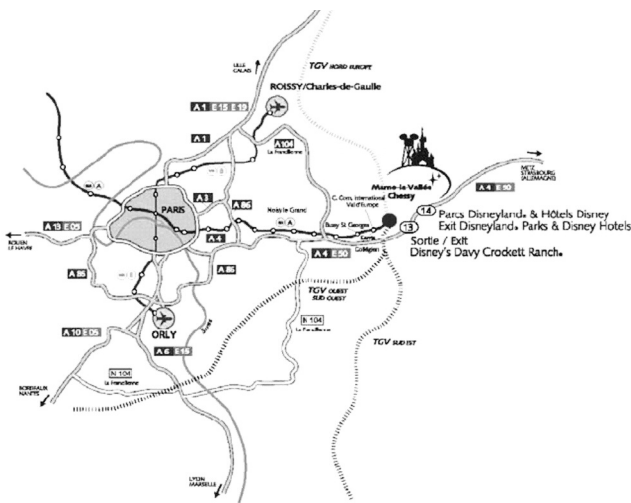 LILLE
CALAIS
TGV NORD EUROPE
ROISSY/Charles-de-Gaulle
A1 E15 E19
A1
A104
La Francilienne
METZ
STRASBOURG
(ALLEMAGNE)
A4 E50
Marne-la-Vallée
Chessy
C. Com. International
Val d'Europe
A3
A86
Noisy le Grand
PARIS
Bussy St. Georges
14 Parcs Disneyland® & Hôtels Disney
Exit Disneyland® Parks & Disney Hotels
13
Sortie / Exit
Disney's Davy Crockett Ranch®
A13 E05
ROUEN
LE HAVRE
A4
A4 E50
A86
A86
TGV OUEST
SUD OUEST
ORLY
N 104
La Francilienne
TGV SUD EST
A10 E05
A6 E15
N 104
La Francilienne
BORDEAUX
NANTES
LYON
MARSEILLE